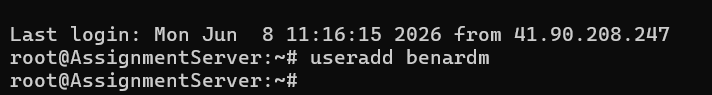 Last login: Mon Jun  8 11:16:15 2026 from 41.90.208.247
root@AssignmentServer:~# useradd benardm
root@AssignmentServer:~#